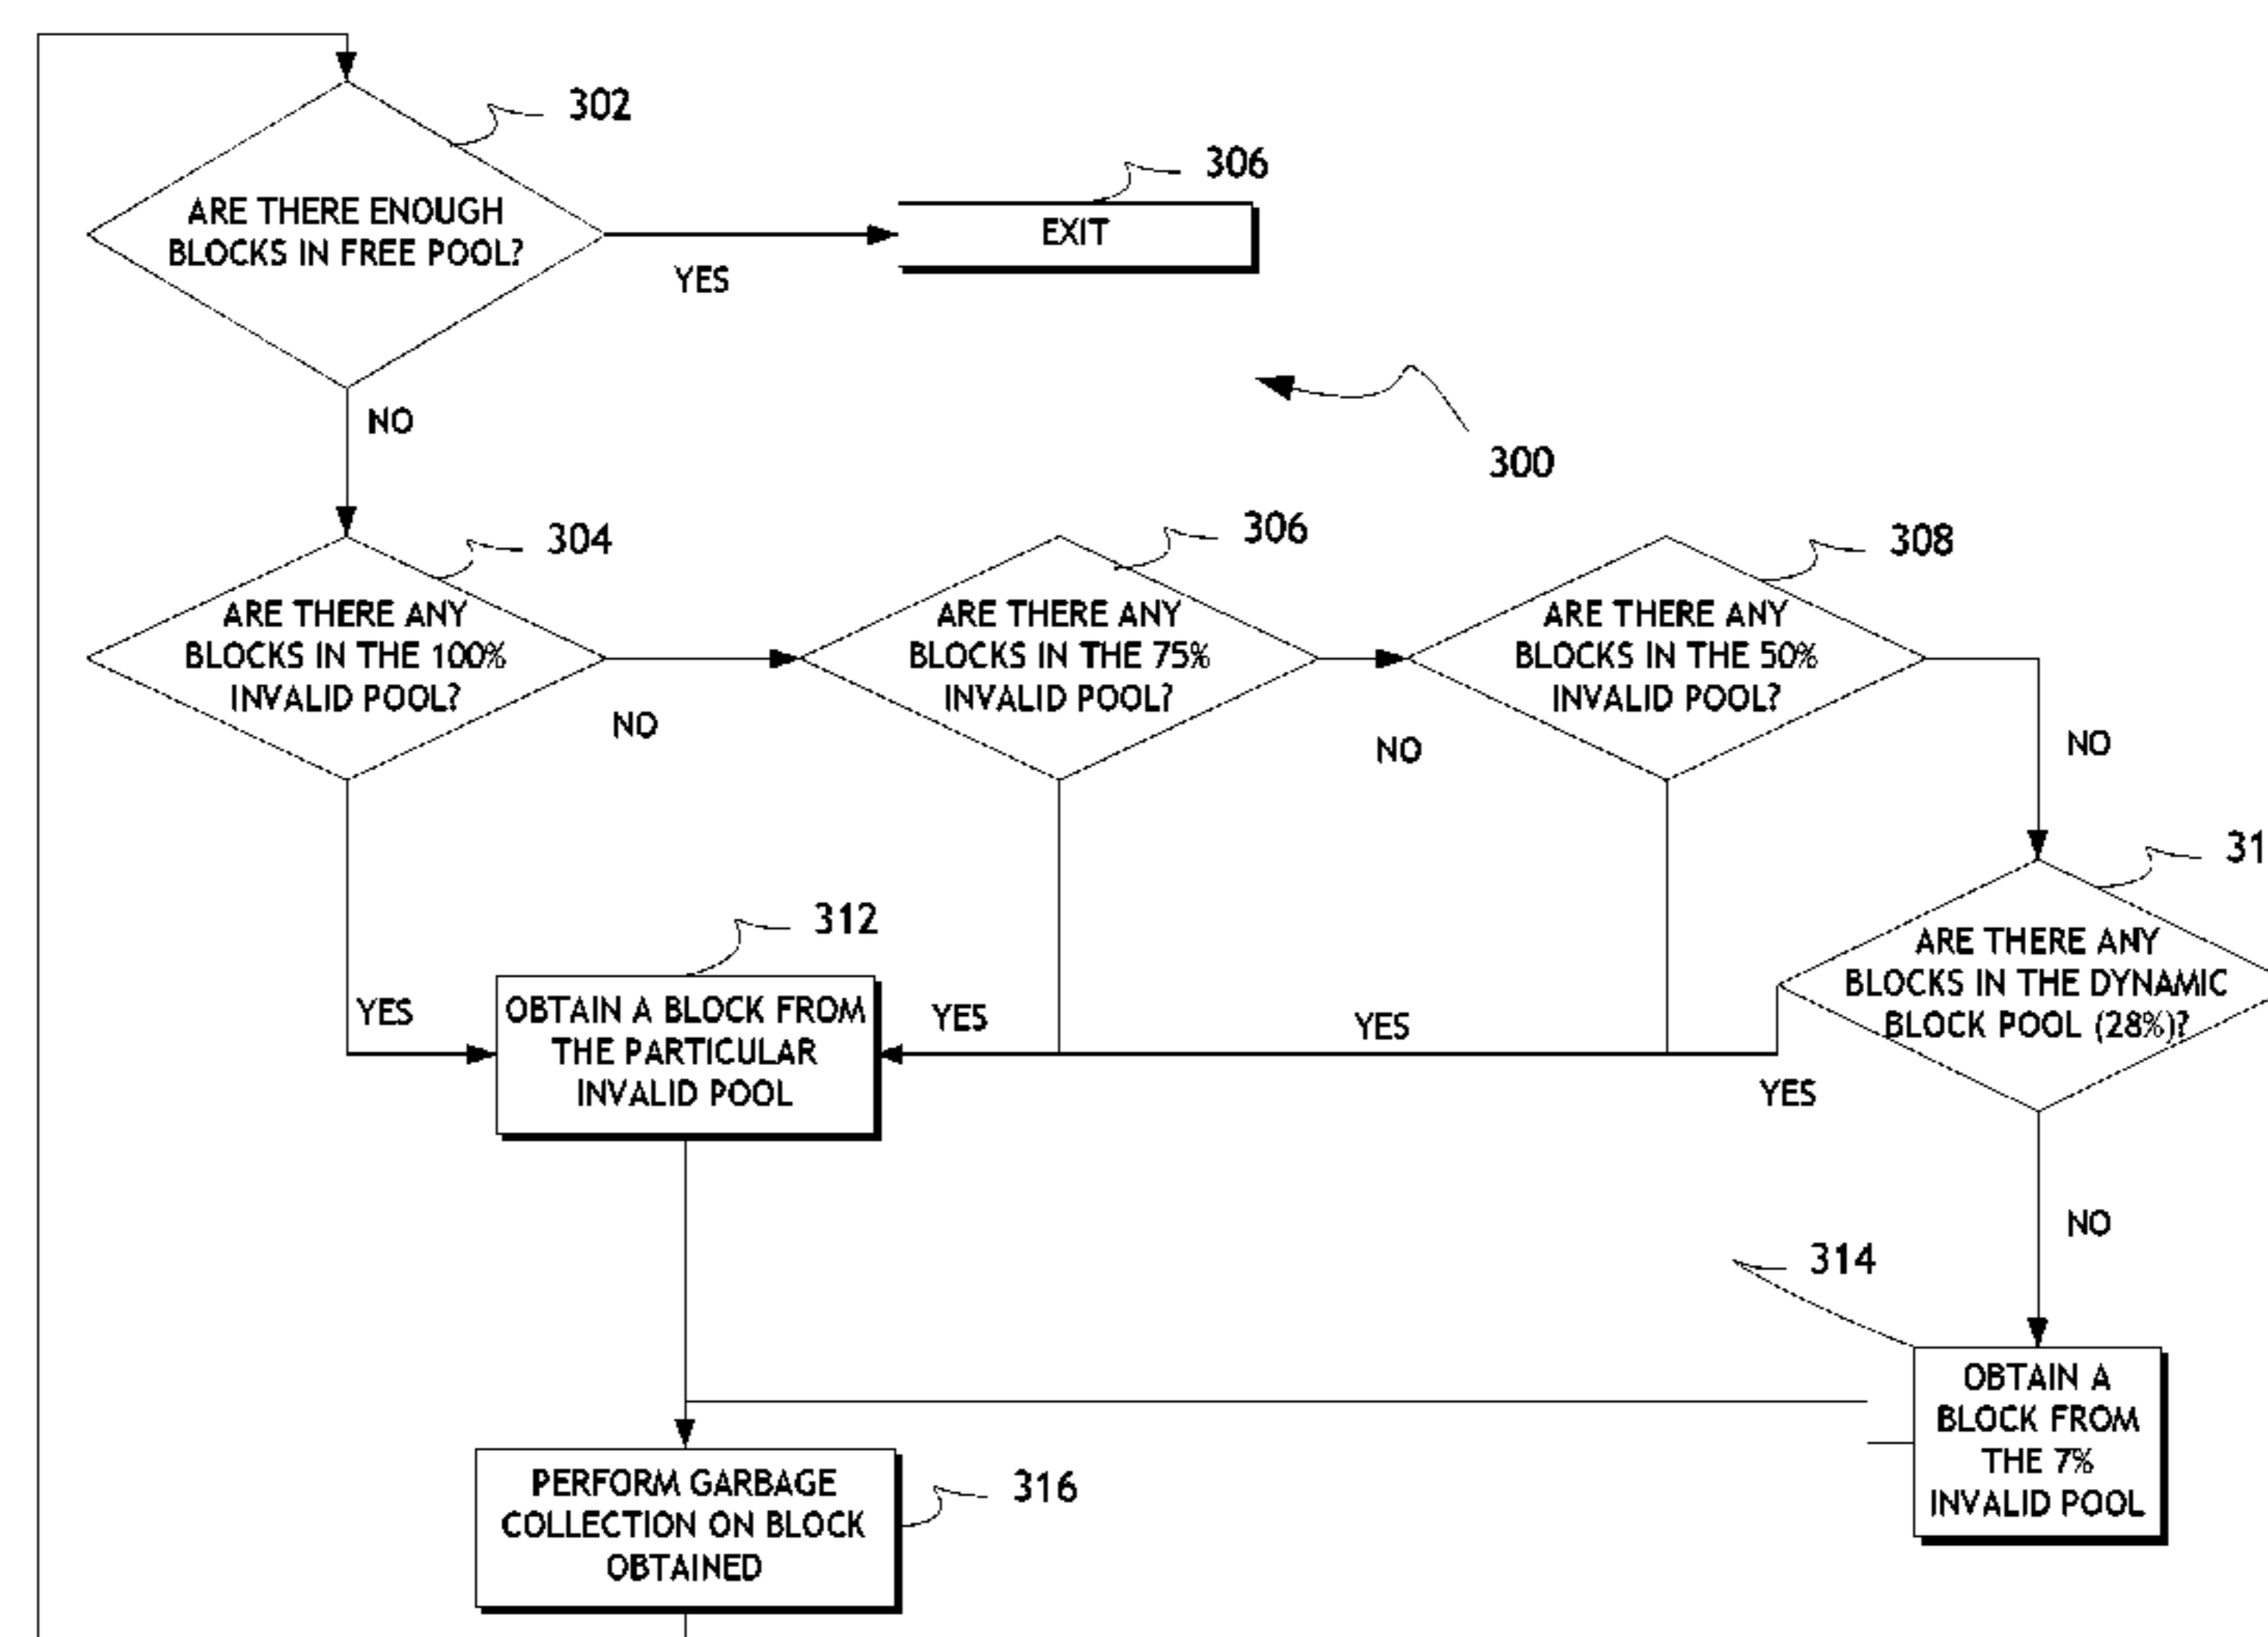 302
ARE THERE ENOUGH
BLOCKS IN FREE POOL?
306
EXIT
YES
NO
300
304
ARE THERE ANY
BLOCKS IN THE 100%
INVALID POOL?
NO
306
ARE THERE ANY
BLOCKS IN THE 75%
INVALID POOL?
NO
308
ARE THERE ANY
BLOCKS IN THE 50%
INVALID POOL?
NO
31
ARE THERE ANY
BLOCKS IN THE DYNAMIC
BLOCK POOL (28%)?
YES
312
OBTAIN A BLOCK FROM
THE PARTICULAR
INVALID POOL
YES
YES
YES
NO
314
OBTAIN A
BLOCK FROM
THE 7%
INVALID POOL
PERFORM GARBAGE
COLLECTION ON BLOCK
OBTAINED
316